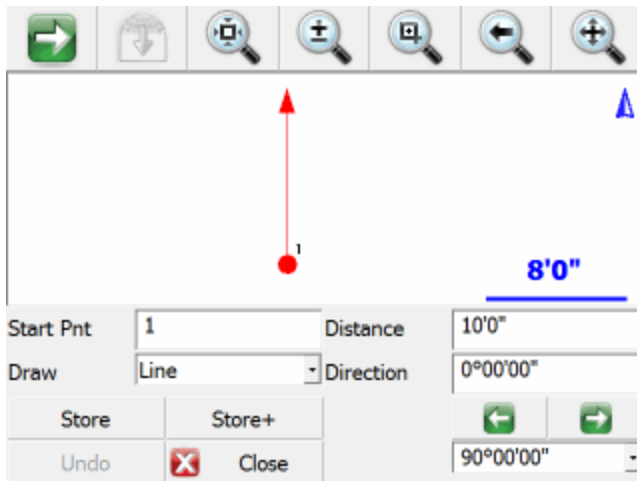 1
8'0"
Start Pnt 1 Distance 10'0"
Draw Line Direction 0°00'00"
Store Store+
Undo Close 90°00'00"